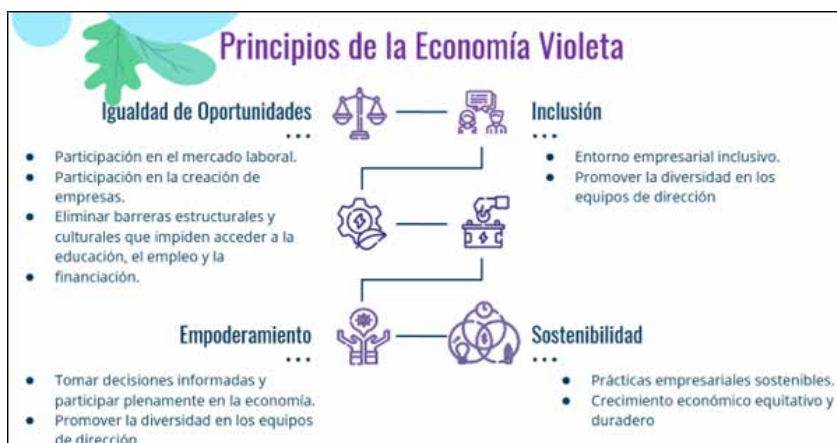 Principios de la Economía Violeta
Igualdad de Oportunidades
● Participación en el mercado laboral.
● Participación en la creación de
empresas.
● Eliminar barreras estructurales y
culturales que impiden acceder a la
educación, el empleo y la
● financiación.
Inclusión
● Entorno empresarial inclusivo.
● Promover la diversidad en los
equipos de dirección
Empoderamiento
● Tomar decisiones informadas y
participar plenamente en la economía.
● Promover la diversidad en los equipos
de dirección
Sostenibilidad
● Prácticas empresariales sostenibles.
● Crecimiento económico equitativo y
duradero